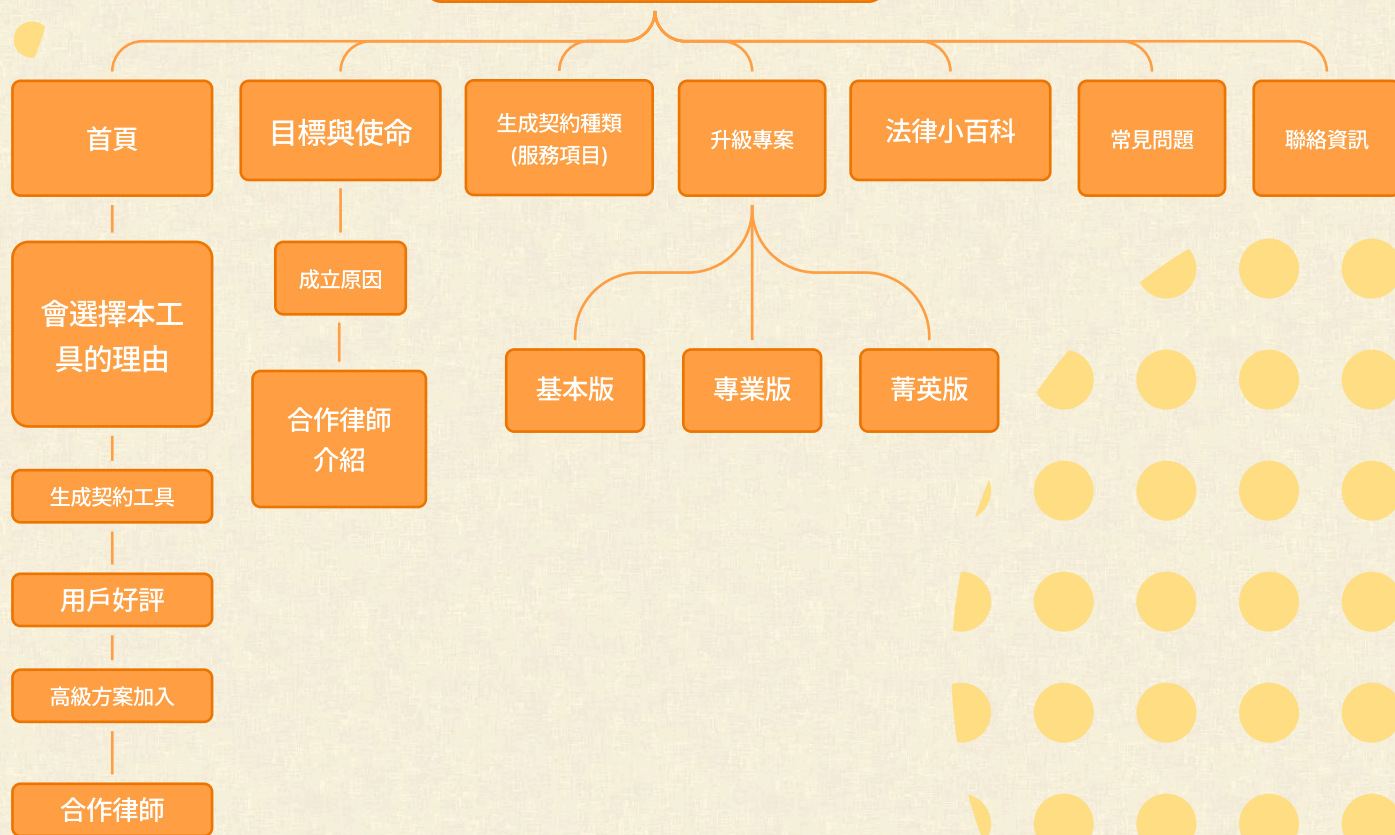 首頁
目標與使命
生成契約種類
(服務項目)
升級專案
法律小百科
常見問題
聯絡資訊
會選擇本工
具的理由
成立原因
基本版
專業版
菁英版
合作律師
介紹
生成契約工具
用戶好評
高級方案加入
合作律師